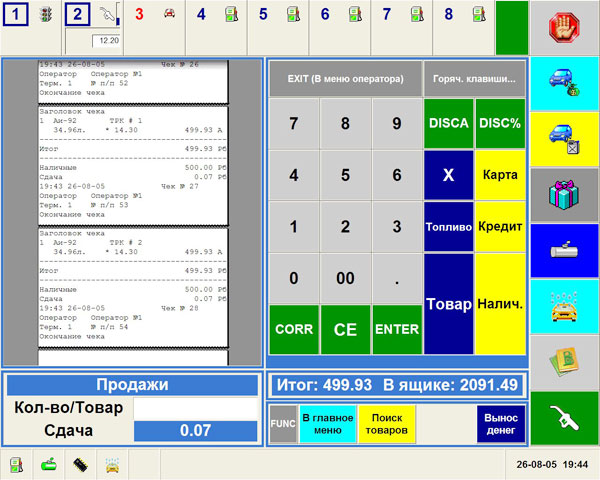 1 2 3 4 5 6 7 8
12.20
19:43 26-08-05 Чек № 26
Оператор Оператор №1
Терм. 1 № п/п 52
Окончание чека
Заголовок чека
1 Аи-92 ТРК # 1
34.96л. * 14.30 499.93 А
Итог 499.93 Рб
Наличные 500.00 Рб
Сдача 0.07 Рб
19:43 26-08-05 Чек № 27
Оператор Оператор №1
Терм. 1 № п/п 53
Окончание чека
Заголовок чека
1 Аи-92 ТРК # 2
34.96л. * 14.30 499.93 А
Итог 499.93 Рб
Наличные 500.00 Рб
Сдача 0.07 Рб
19:43 26-08-05 Чек № 28
Оператор Оператор №1
Терм. 1 № п/п 54
Окончание чека
EXIT (В меню оператора) Горяч. клавиши...
7 8 9 DISCA DISC%
4 5 6 X Карта
1 2 3 Топливо Кредит
0 00 . Товар Налич.
CORR CE ENTER
Продажи
Кол-во/Товар
Сдача 0.07
Итог: 499.93 В ящике: 2091.49
FUNC
В главное
меню
Поиск
товаров
Вынос
денег
26-08-05 19:44